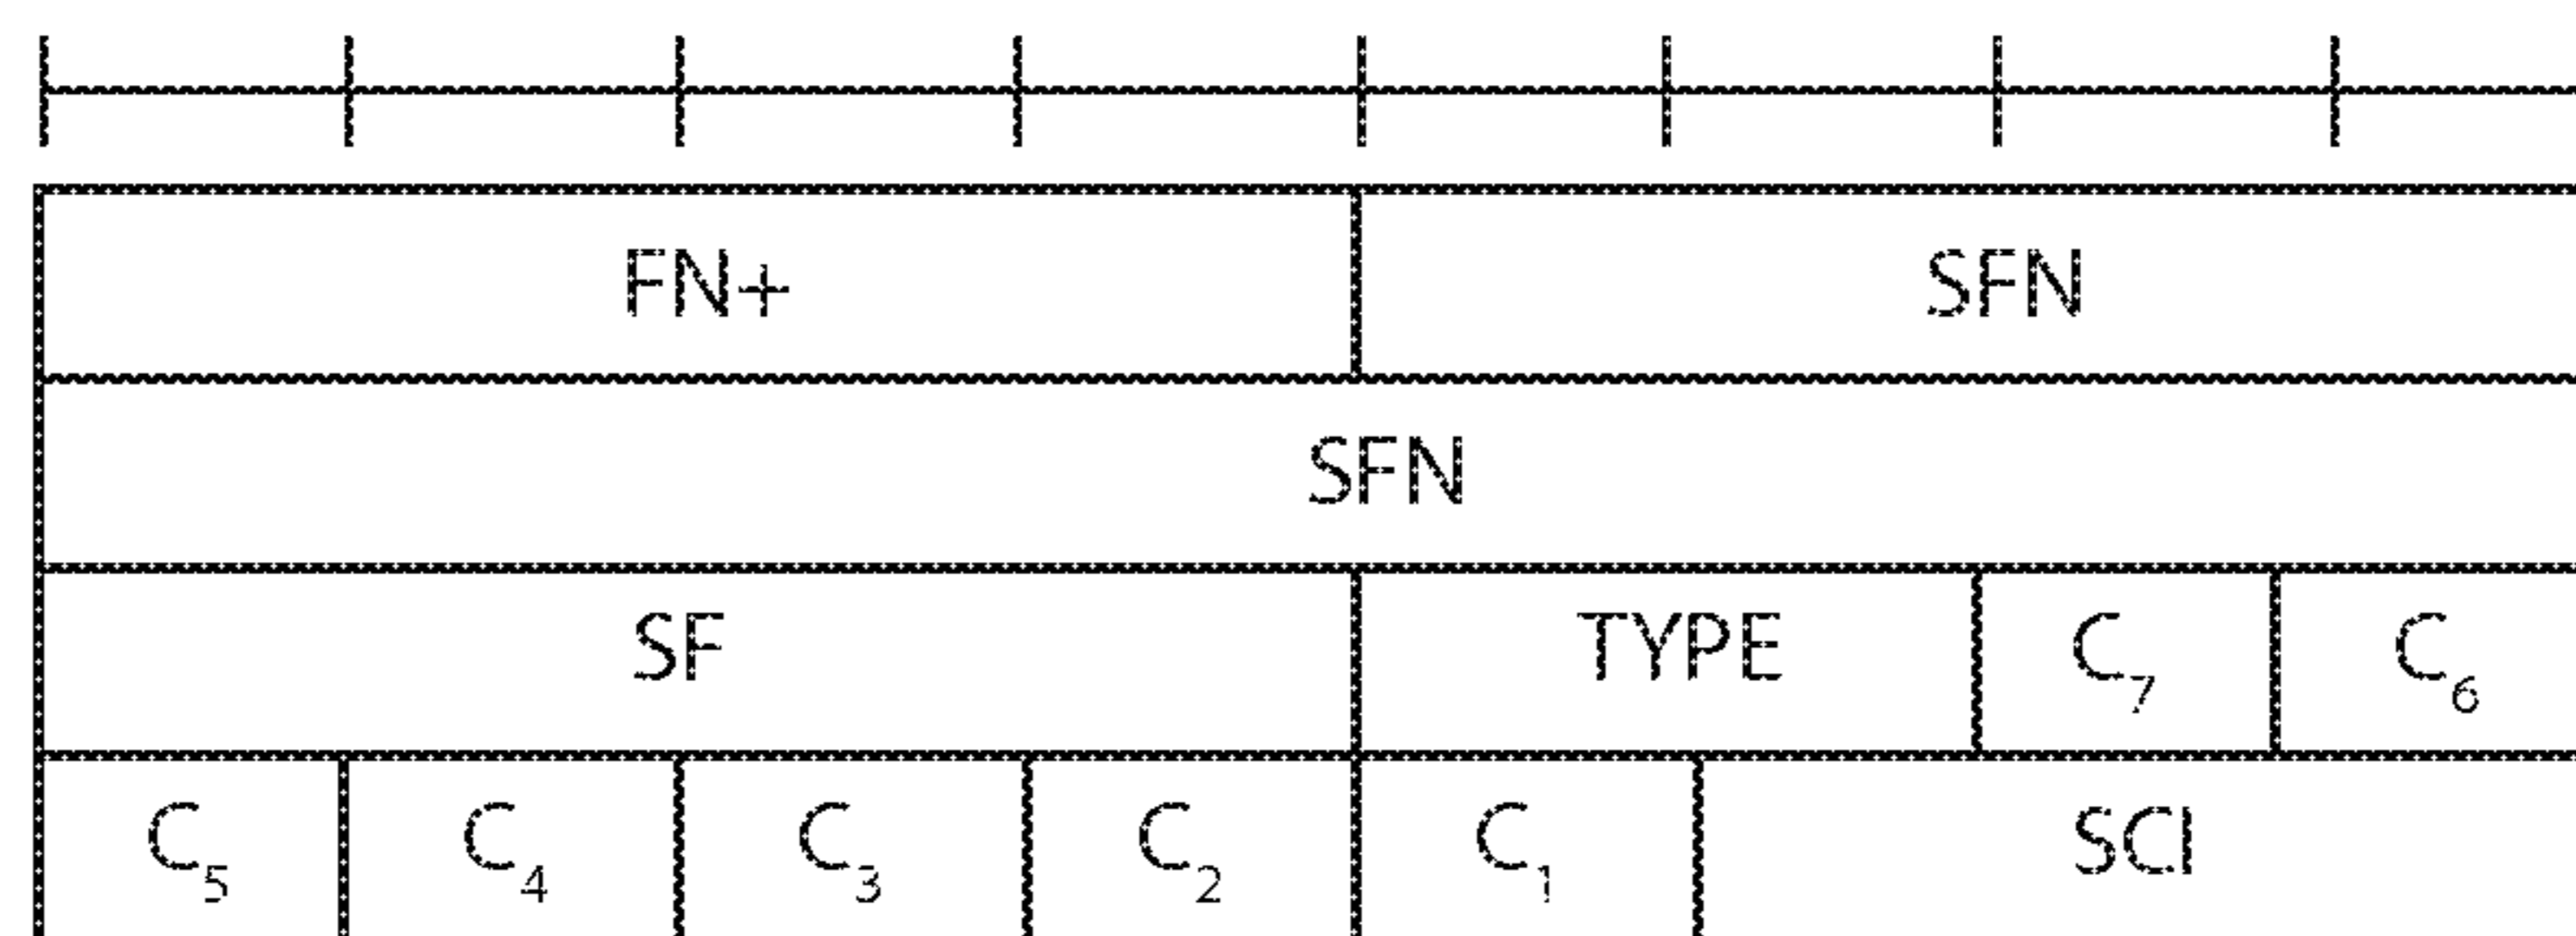 FN+ SFN
SFN
SF TYPE C₇ C₆
C₅ C₄ C₃ C₂ C₁ SCI